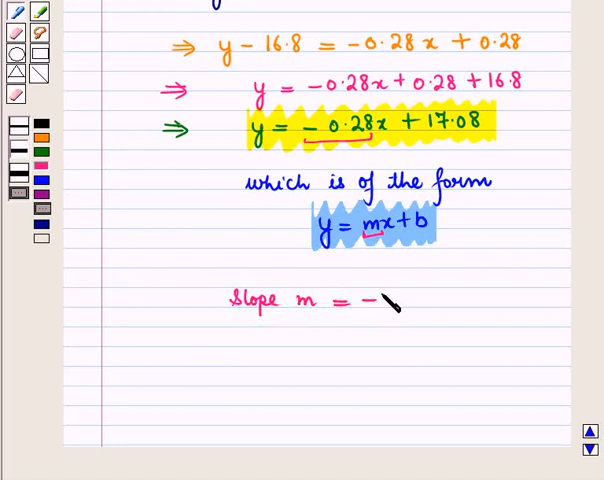 ⇒ y - 16.8 = -0.28x + 0.28
⇒ y = -0.28x + 0.28 + 16.8
⇒ y = -0.28x + 17.08
which is of the form
y = mx + b
Slope m = -